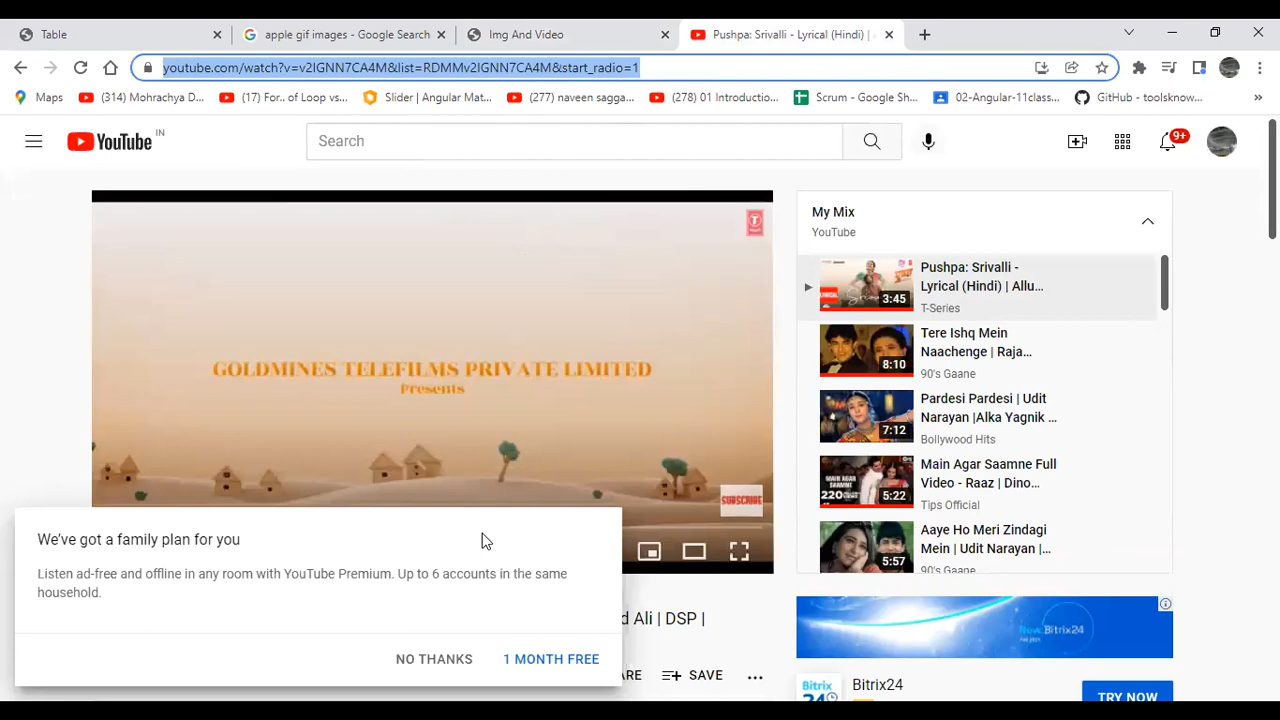 Table
apple gif images - Google Search
Img And Video
Pushpa: Srivalli - Lyrical (Hindi) |
youtube.com/watch?v=v2IGNN7CA4M&list=RDMMv2IGNN7CA4M&start_radio=1
Maps
(314) Mohrachya D...
(17) For.. of Loop vs...
Slider | Angular Mat...
(277) naveen sagga...
(278) 01 Introductio...
Scrum - Google Sh...
02-Angular-11class...
GitHub - toolsknow...
»
YouTube IN
Search
9+
GOLDMINES TELEFILMS PRIVATE LIMITED
Presents
SUBSCRIBE
My Mix
YouTube
Pushpa: Srivalli -
Lyrical (Hindi) | Allu...
T-Series
3:45
LYRICAL
Tere Ishq Mein
Naachenge | Raja...
90's Gaane
8:10
Pardesi Pardesi | Udit
Narayan |Alka Yagnik ...
Bollywood Hits
7:12
Main Agar Saamne Full
Video - Raaz | Dino...
Tips Official
220
5:22
Aaye Ho Meri Zindagi
Mein | Udit Narayan |...
90's Gaane
5:57
We've got a family plan for you
Listen ad-free and offline in any room with YouTube Premium. Up to 6 accounts in the same
household.
NO THANKS
1 MONTH FREE
d Ali | DSP |
ARE
SAVE
...
New: Bitrix24
Bitrix24
Bitrix24
TRY NOW